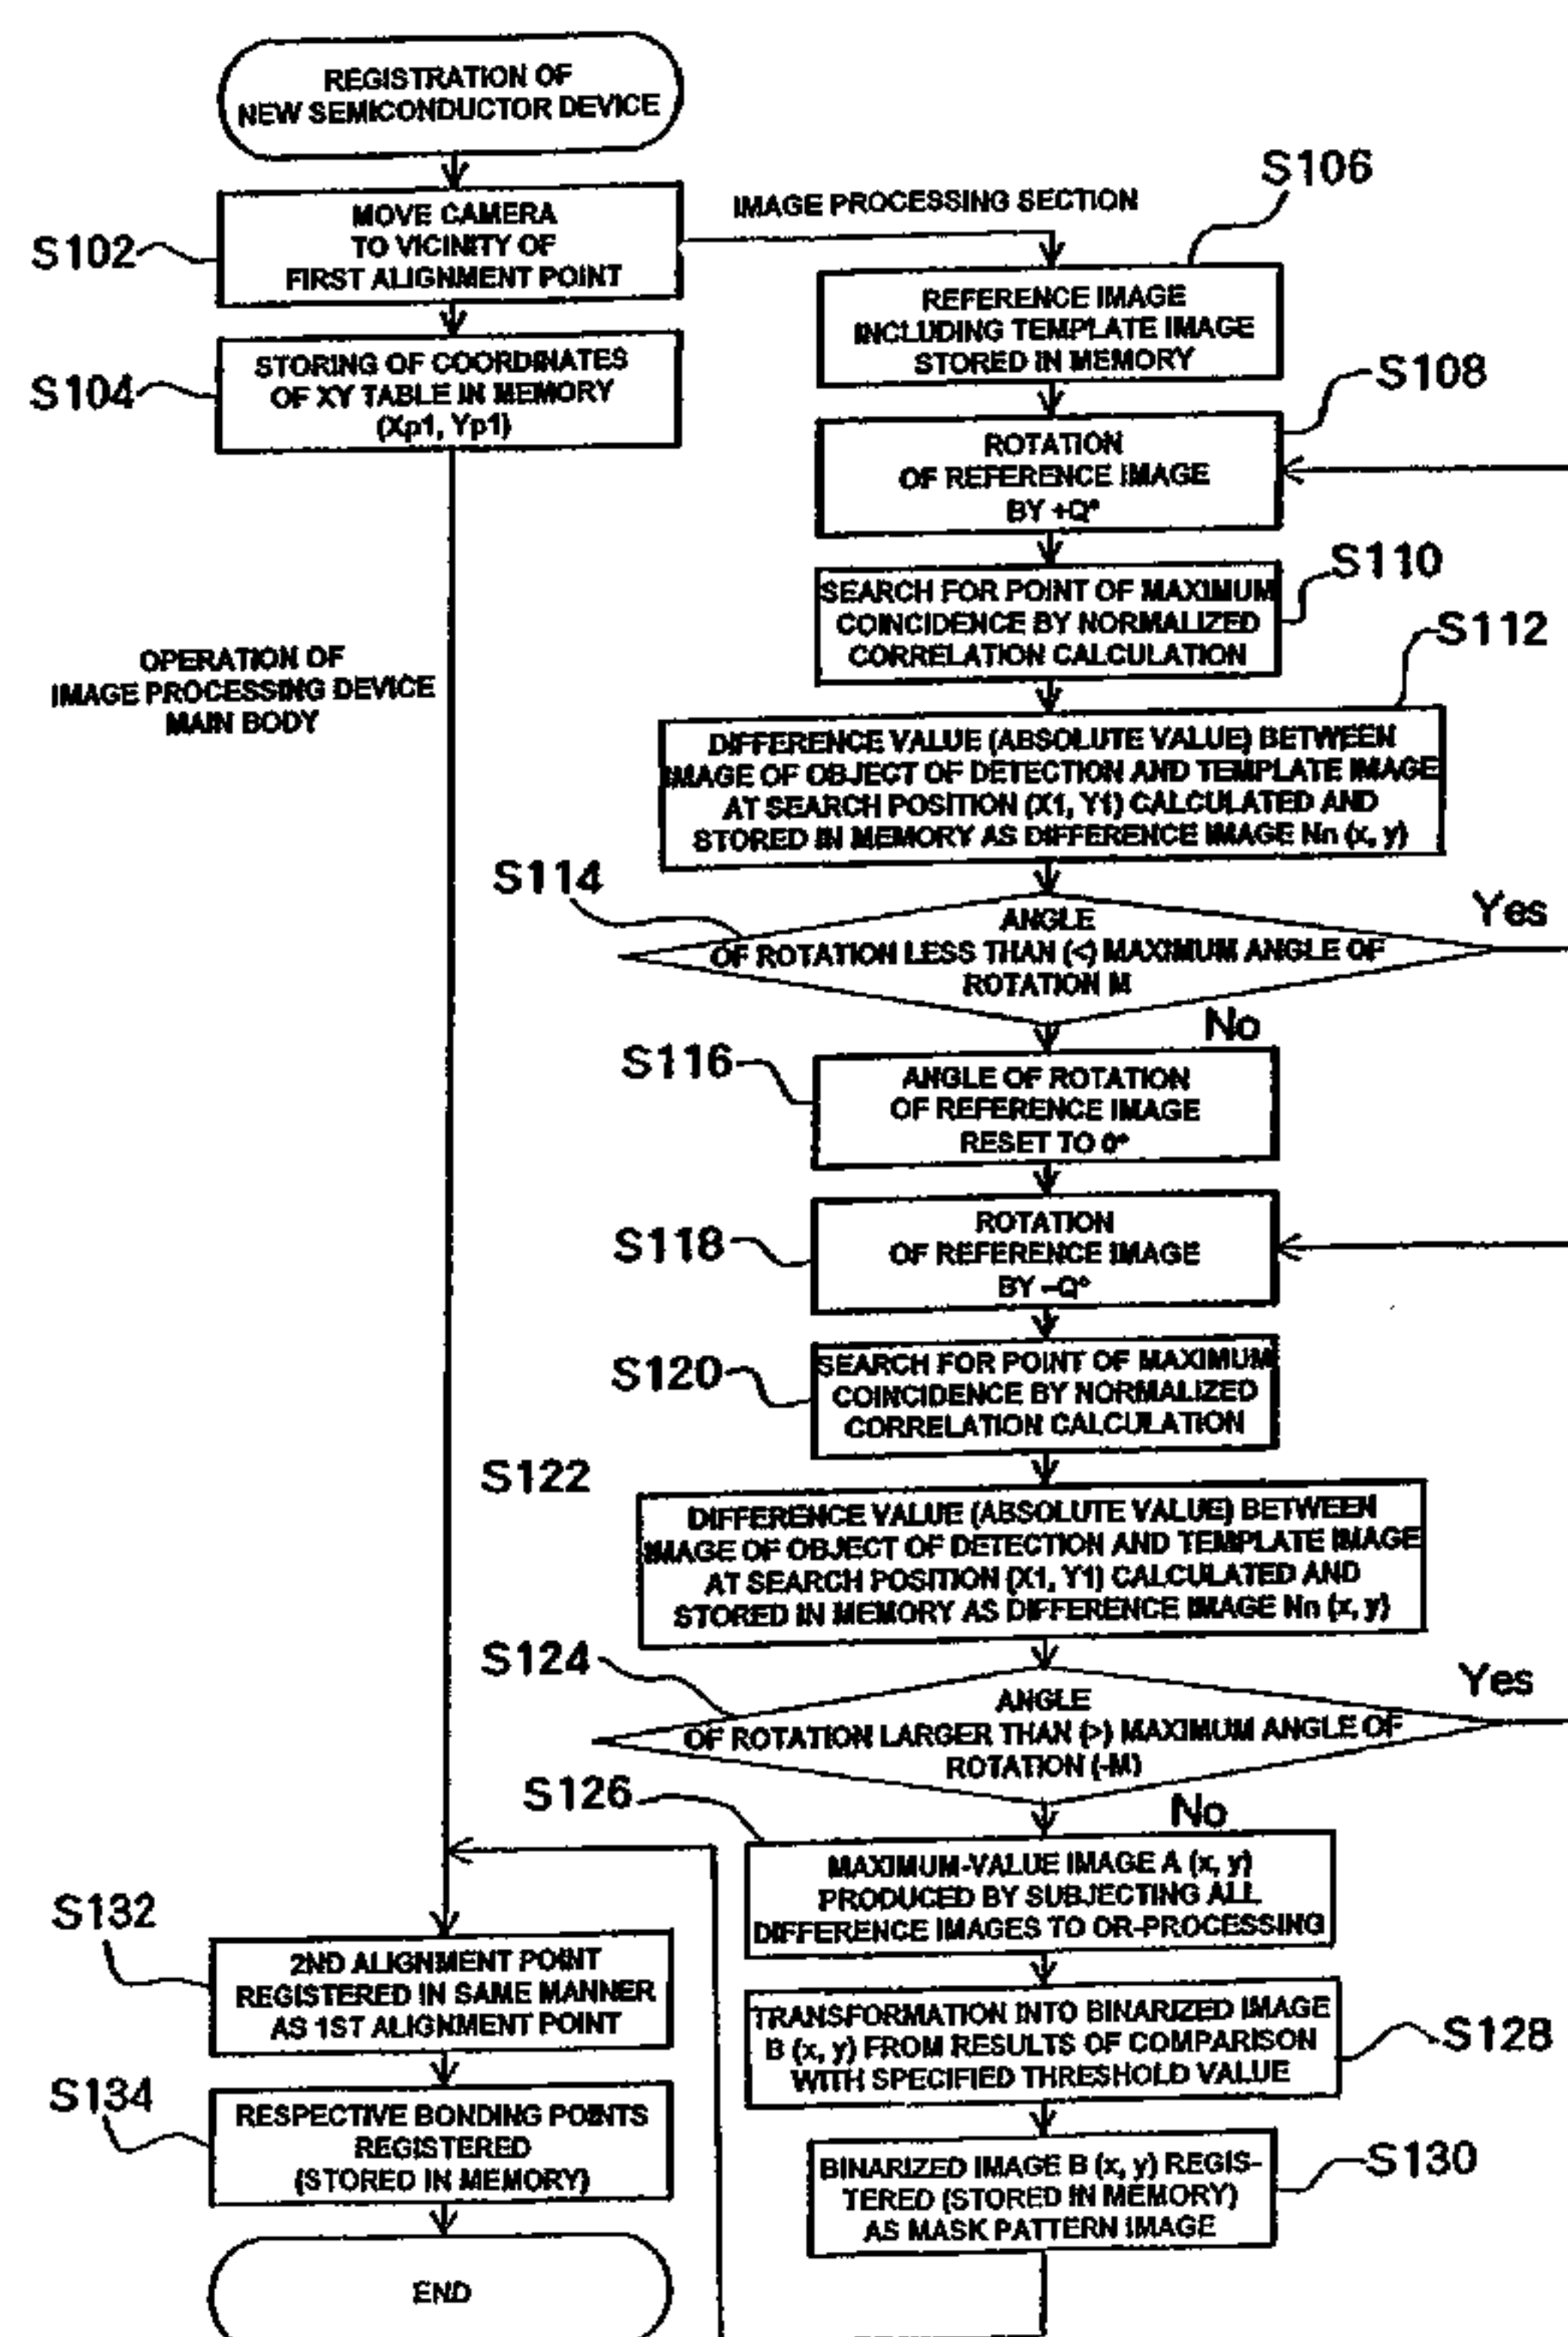 REGISTRATION OF
NEW SEMICONDUCTOR DEVICE
S102
MOVE CAMERA
TO VICINITY OF
FIRST ALIGNMENT POINT
IMAGE PROCESSING SECTION
S104
STORING OF COORDINATES
OF XY TABLE IN MEMORY
(Xp1, Yp1)
OPERATION OF
IMAGE PROCESSING DEVICE
MAIN BODY
S106
REFERENCE IMAGE
INCLUDING TEMPLATE IMAGE
STORED IN MEMORY
S108
ROTATION
OF REFERENCE IMAGE
BY +Q°
S110
SEARCH FOR POINT OF MAXIMUM
COINCIDENCE BY NORMALIZED
CORRELATION CALCULATION
S112
DIFFERENCE VALUE (ABSOLUTE VALUE) BETWEEN
IMAGE OF OBJECT OF DETECTION AND TEMPLATE IMAGE
AT SEARCH POSITION (X1, Y1) CALCULATED AND
STORED IN MEMORY AS DIFFERENCE IMAGE Nn (x, y)
S114
ANGLE
OF ROTATION LESS THAN (<) MAXIMUM ANGLE OF
ROTATION M
Yes
No
S116
ANGLE OF ROTATION
OF REFERENCE IMAGE
RESET TO 0°
S118
ROTATION
OF REFERENCE IMAGE
BY –Q°
S120
SEARCH FOR POINT OF MAXIMUM
COINCIDENCE BY NORMALIZED
CORRELATION CALCULATION
S122
DIFFERENCE VALUE (ABSOLUTE VALUE) BETWEEN
IMAGE OF OBJECT OF DETECTION AND TEMPLATE IMAGE
AT SEARCH POSITION (X1, Y1) CALCULATED AND
STORED IN MEMORY AS DIFFERENCE IMAGE Nn (x, y)
S124
ANGLE
OF ROTATION LARGER THAN (>) MAXIMUM ANGLE OF
ROTATION (-M)
Yes
No
S126
MAXIMUM-VALUE IMAGE A (x, y)
PRODUCED BY SUBJECTING ALL
DIFFERENCE IMAGES TO OR-PROCESSING
S128
TRANSFORMATION INTO BINARIZED IMAGE
B (x, y) FROM RESULTS OF COMPARISON
WITH SPECIFIED THRESHOLD VALUE
S130
BINARIZED IMAGE B (x, y) REGIS-
TERED (STORED IN MEMORY)
AS MASK PATTERN IMAGE
S132
2ND ALIGNMENT POINT
REGISTERED IN SAME MANNER
AS 1ST ALIGNMENT POINT
S134
RESPECTIVE BONDING POINTS
REGISTERED
(STORED IN MEMORY)
END